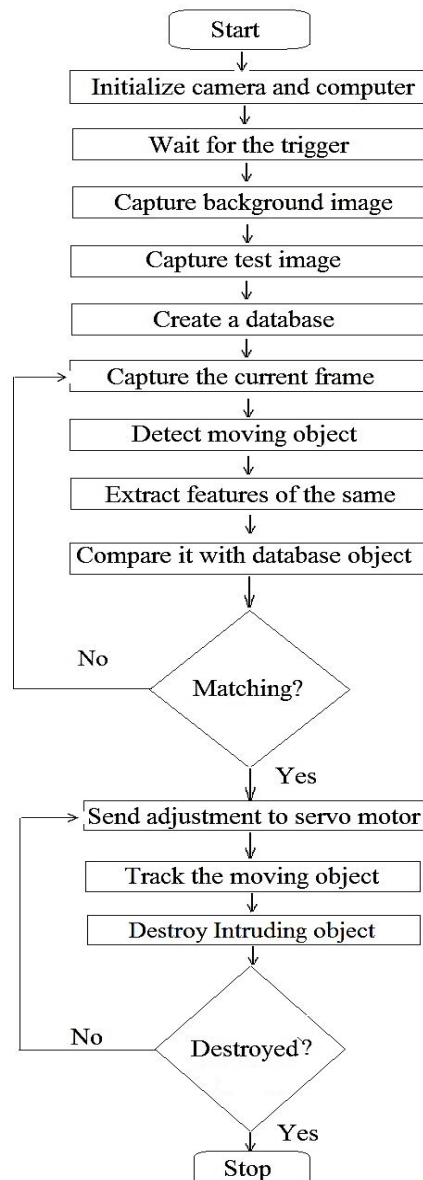 Start
Initialize camera and computer
Wait for the trigger
Capture background image
Capture test image
Create a database
Capture the current frame
Detect moving object
Extract features of the same
Compare it with database object
No
Matching?
Yes
Send adjustment to servo motor
Track the moving object
Destroy Intruding object
No
Destroyed?
Yes
Stop